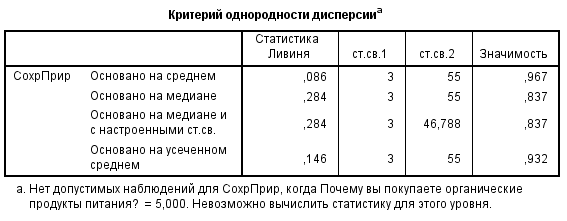 Критерий однородности дисперсииa
Статистика Ливиня ст.св.1 ст.св.2 Значимость
СохрПрир Основано на среднем ,086 3 55 ,967
Основано на медиане ,284 3 55 ,837
Основано на медиане и с настроенными ст.св. ,284 3 46,788 ,837
Основано на усеченном среднем ,146 3 55 ,932
a. Нет допустимых наблюдений для СохрПрир, когда Почему вы покупаете органические
продукты питания? = 5,000. Невозможно вычислить статистику для этого уровня.